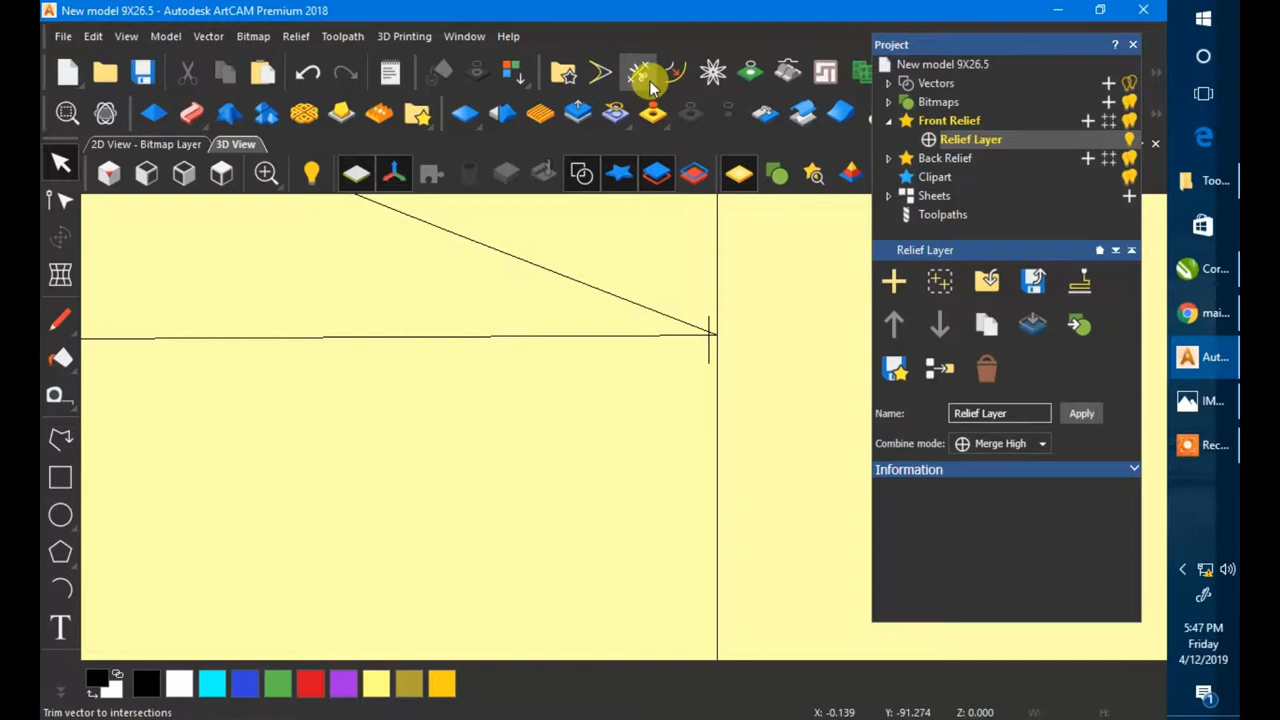 New model 9X26.5 - Autodesk ArtCAM Premium 2018
File Edit View Model Vector Bitmap Relief Toolpath 3D Printing Window Help
Project
New model 9X26.5
Vectors
Bitmaps
Front Relief
Relief Layer
Back Relief
Clipart
Sheets
Toolpaths
2D View - Bitmap Layer 3D View
Relief Layer
Name: Relief Layer Apply
Combine mode: Merge High
Information
T
Too...
Cor...
mai...
Aut...
IM...
Rec...
5:47 PM
Friday
4/12/2019
1
Trim vector to intersections X: -0.139 Y: -91.274 Z: 0.000 W: H: